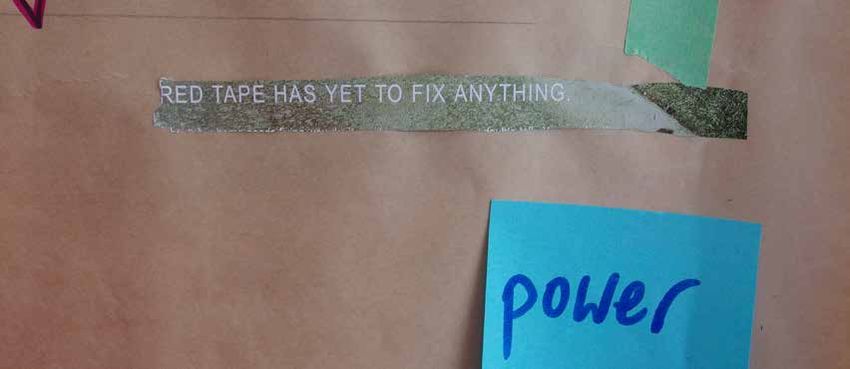 RED TAPE HAS YET TO FIX ANYTHING.
power